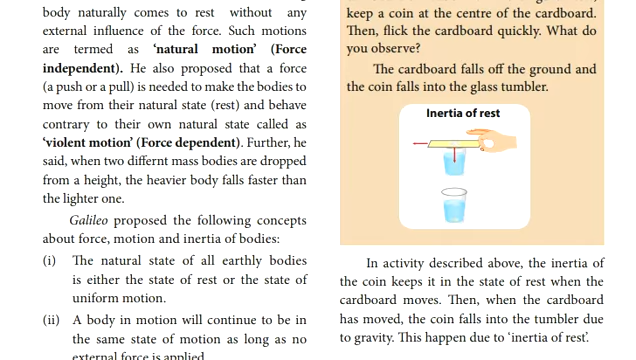 body naturally comes to rest without any
external influence of the force. Such motions
are termed as ‘natural motion’ (Force
independent). He also proposed that a force
(a push or a pull) is needed to make the bodies to
move from their natural state (rest) and behave
contrary to their own natural state called as
‘violent motion’ (Force dependent). Further, he
said, when two differnt mass bodies are dropped
from a height, the heavier body falls faster than
the lighter one.
Galileo proposed the following concepts
about force, motion and inertia of bodies:
(i) The natural state of all earthly bodies
is either the state of rest or the state of
uniform motion.
(ii) A body in motion will continue to be in
the same state of motion as long as no
external force is applied.
keep a coin at the centre of the cardboard.
Then, flick the cardboard quickly. What do
you observe?
The cardboard falls off the ground and
the coin falls into the glass tumbler.
Inertia of rest
In activity described above, the inertia of
the coin keeps it in the state of rest when the
cardboard moves. Then, when the cardboard
has moved, the coin falls into the tumbler due
to gravity. This happen due to ‘inertia of rest’.